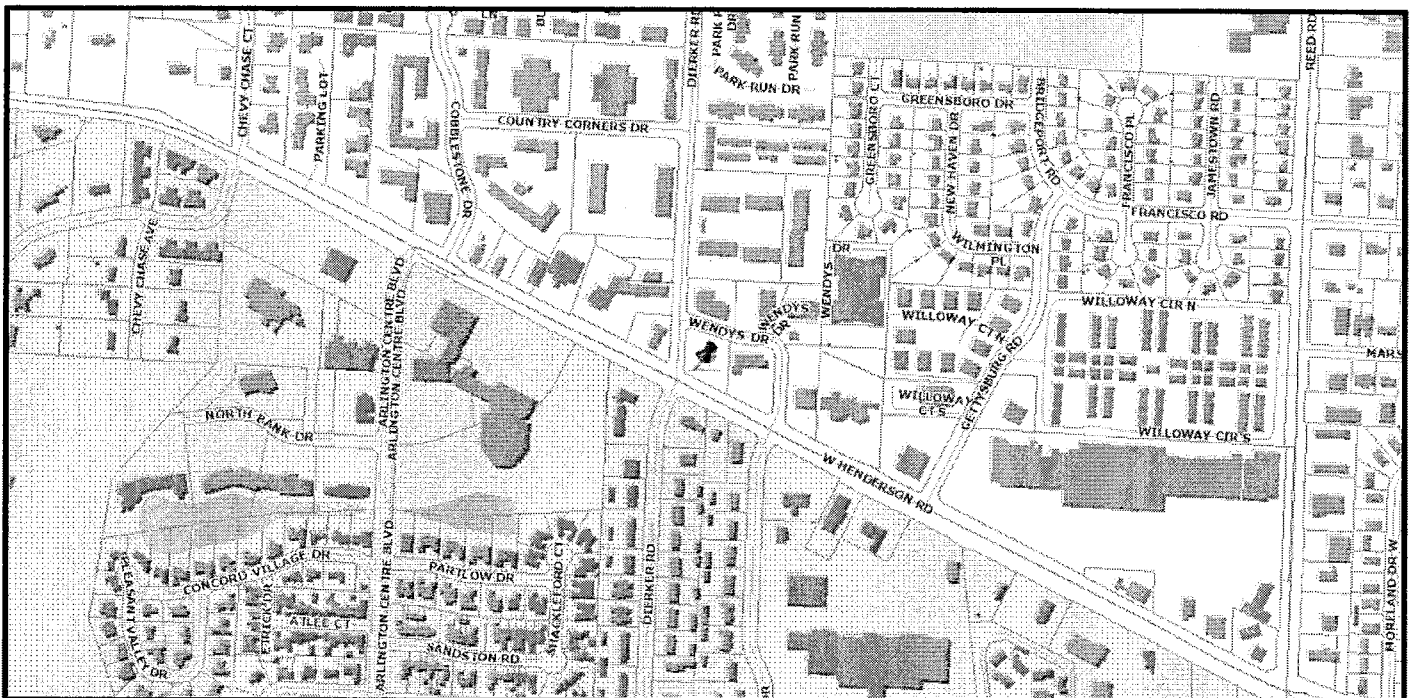 LN
CHEVY CHASE CT
PARKING LOT
COBBLESTONE DR
COUNTRY CORNERS DR
DIERKER RD
PARK RUN DR
PARK RUN
GREENSBORO CT
GREENSBORO DR
NEW HAVEN DR
BRIDGEPORT RD
FRANCISCO PL
JAMESTOWN RD
REED RD
FRANCISCO RD
WILMINGTON
PL
CHEVY CHASE AVE
ARLINGTON CENTRE BLVD
ARLINGTON CENTRE BLVD
WENDYS
DR
WENDYS DR
WENDYS
DR
WILLOWAY CT N
WILLOWAY CIR N
GETTYSBURG RD
MARS
WILLOWAY
CT S
WILLOWAY CIR S
NORTH BANK DR
W HENDERSON RD
CONCORD VILLAGE DR
PLEASANT VALLEY DR
ETRICK DR
ATLEE CT
ARLINGTON CENTRE BLVD
PARTLOW DR
SHACKLEFORD CT
SANDSTON RD
DIERKER RD
DR
MORELAND DR W